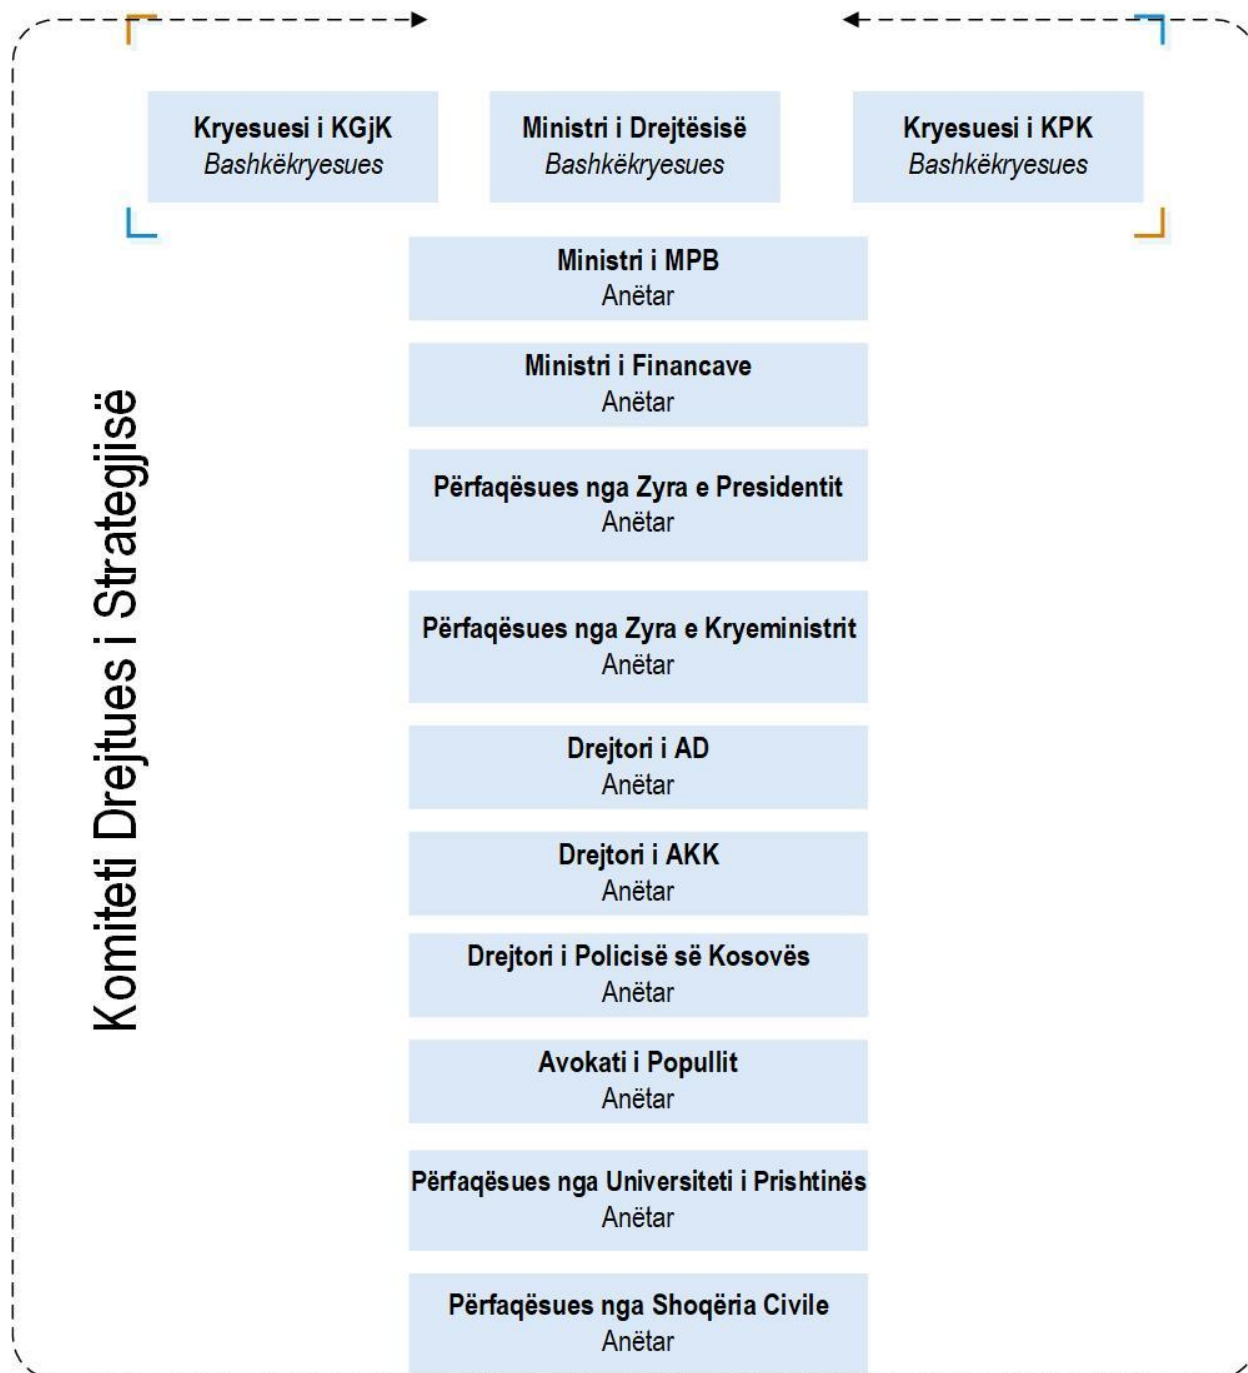 Kryesuesi i KGjK
Bashkëkryesues
Ministri i Drejtësisë
Bashkëkryesues
Kryesuesi i KPK
Bashkëkryesues
Ministri i MPB
Anëtar
Ministri i Financave
Anëtar
Përfaqësues nga Zyra e Presidentit
Anëtar
Përfaqësues nga Zyra e Kryeministrit
Anëtar
Drejtori i AD
Anëtar
Drejtori i AKK
Anëtar
Drejtori i Policisë së Kosovës
Anëtar
Avokati i Popullit
Anëtar
Përfaqësues nga Universiteti i Prishtinës
Anëtar
Përfaqësues nga Shoqëria Civile
Anëtar
Komiteti Drejtues i Strategjisë